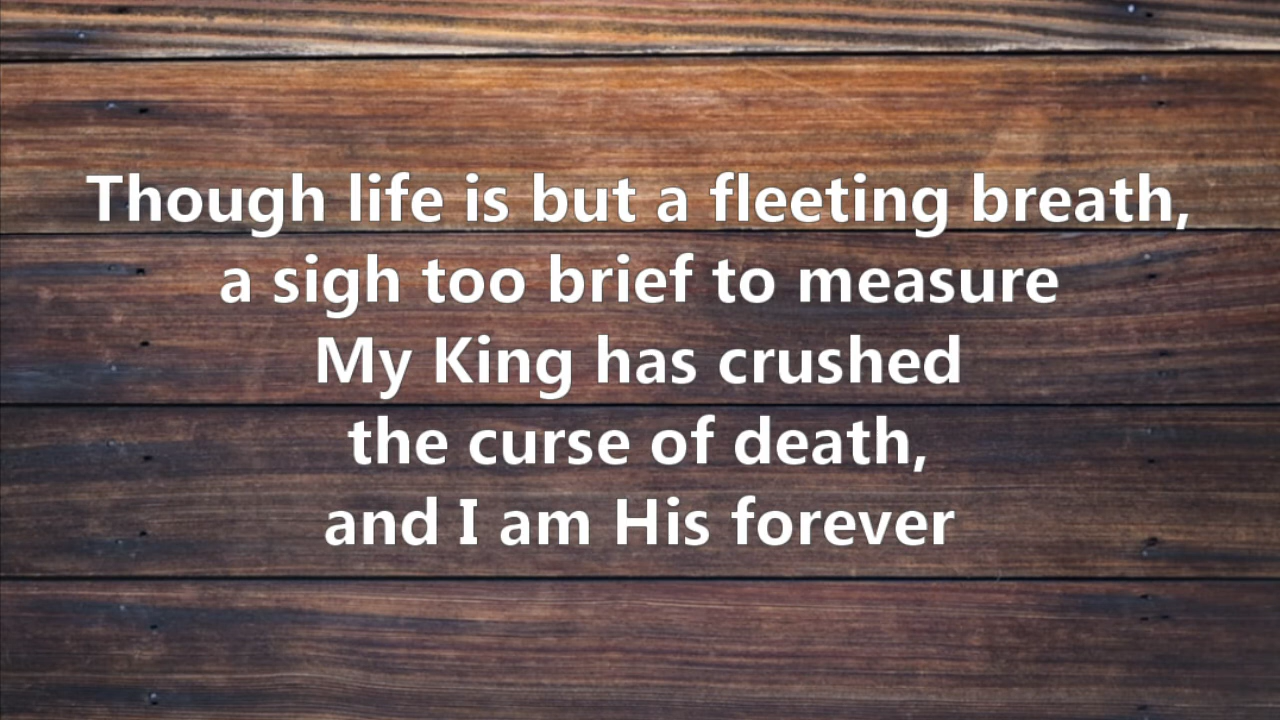 Though life is but a fleeting breath,
a sigh too brief to measure
My King has crushed
the curse of death,
and I am His forever